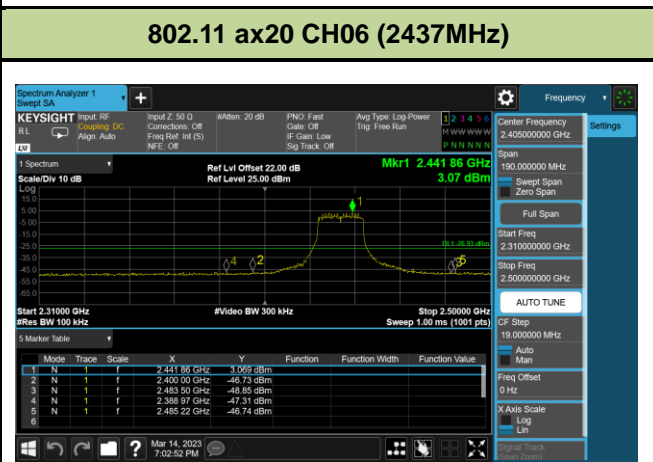 802.11 ax20 CH06 (2437MHz)
Spectrum Analyzer 1
Swept SA
Frequency
KEYSIGHT
RL
LXI
Input: RF
Coupling: DC
Align: Auto
Input Z: 50 Ω
Corrections: Off
Freq Ref: Int (S)
NFE: Off
#Atten: 20 dB
PNO: Fast
Gate: Off
IF Gain: Low
Sig Track: Off
Avg Type: Log-Power
Trig: Free Run
1 2 3 4 5 6
M W W W W W
P N N N N N
Center Frequency
2.405000000 GHz
Settings
1 Spectrum
Scale/Div 10 dB
Ref Lvl Offset 22.00 dB
Ref Level 25.00 dBm
Mkr1 2.441 86 GHz
3.07 dBm
Span
190.000000 MHz
Swept Span
Zero Span
Full Span
Start Freq
2.310000000 GHz
Stop Freq
2.500000000 GHz
AUTO TUNE
CF Step
19.000000 MHz
Auto
Man
Freq Offset
0 Hz
X Axis Scale
Log
Lin
Signal Track
(Span Zoom)
Log
15.0
5.00
-5.00
-15.0
-25.0
-35.0
-45.0
-55.0
-65.0
1
DL1 -26.93 dBm
4
2
5
Start 2.31000 GHz
#Res BW 100 kHz
#Video BW 300 kHz
Stop 2.50000 GHz
Sweep 1.00 ms (1001 pts)
5 Marker Table
Mode Trace Scale X Y Function Function Width Function Value
1 N 1 f 2.441 86 GHz 3.069 dBm
2 N 1 f 2.400 00 GHz -46.73 dBm
3 N 1 f 2.483 50 GHz -48.85 dBm
4 N 1 f 2.388 97 GHz -47.31 dBm
5 N 1 f 2.485 22 GHz -46.74 dBm
6
?
Mar 14, 2023
7:02:52 PM